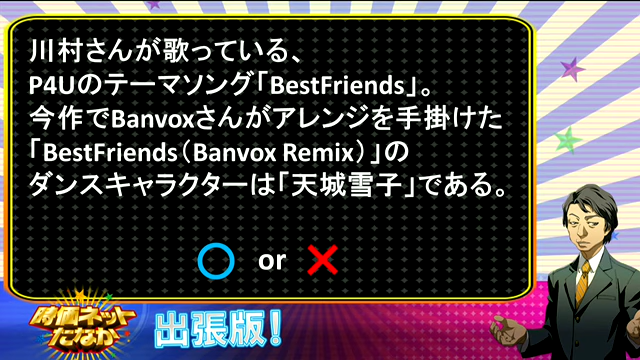 川村さんが歌っている、
P4Uのテーマソング「BestFriends」。
今作でBanvoxさんがアレンジを手掛けた
「BestFriends（Banvox Remix）」の
ダンスキャラクターは「天城雪子」である。
○ or ×
時価ネット
たなか
出張版！